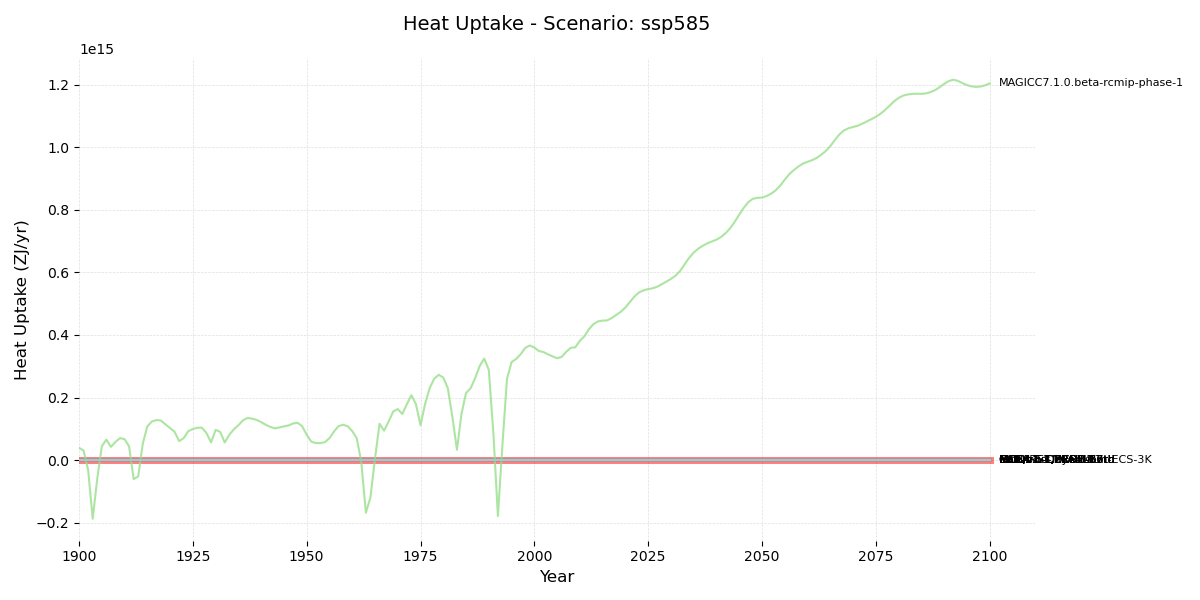 Heat Uptake - Scenario: ssp585
1e15
1.2
1.0
0.8
0.6
0.4
0.2
0.0
−0.2
Heat Uptake (ZJ/yr)
1900
1925
1950
1975
2000
2025
2050
2075
2100
Year
MAGICC7.1.0.beta-rcmip-phase-1
ECS-3K